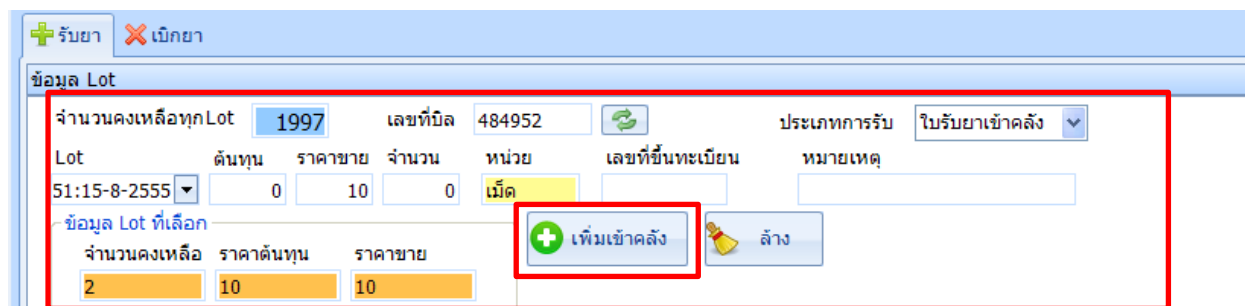 รับยา เบิกยา
ข้อมูล Lot
จำนวนคงเหลือทุกLot 1997 เลขที่บิล 484952 ประเภทการรับ ใบรับยาเข้าคลัง
Lot ต้นทุน ราคาขาย จำนวน หน่วย เลขที่ขึ้นทะเบียน หมายเหตุ
51:15-8-2555 0 10 0 เม็ด
ข้อมูล Lot ที่เลือก
เพิ่มเข้าคลัง ล้าง
จำนวนคงเหลือ ราคาต้นทุน ราคาขาย
2 10 10